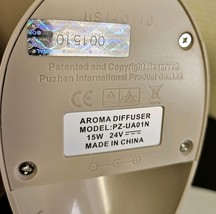 001510
Patented and Copyright Reserved
Puzhen International Product Co.,Ltd.
AROMA DIFFUSER
MODEL:PZ-UA01N
15W 24V
MADE IN CHINA